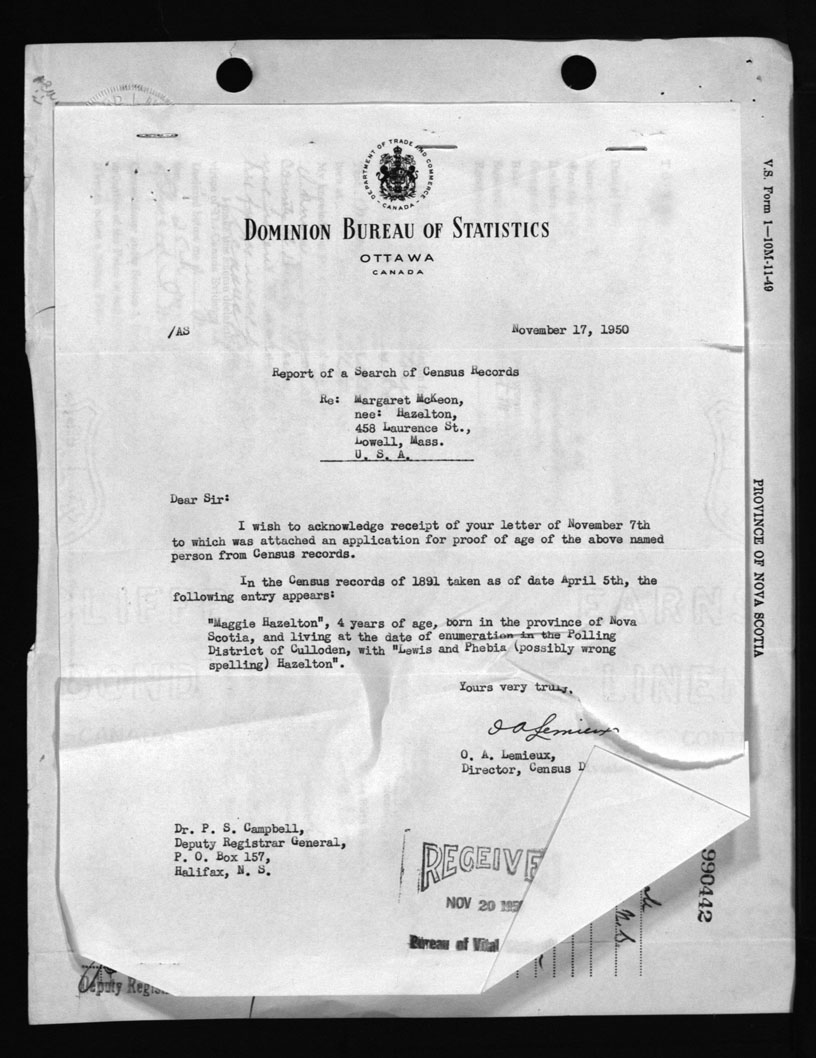 DEPARTMENT OF TRADE AND COMMERCE
- CANADA -
DOMINION BUREAU OF STATISTICS
OTTAWA
CANADA
/AS
November 17, 1950
Report of a Search of Census Records
Re: Margaret McKeon,
nee: Hazelton,
458 Laurence St.,
Lowell, Mass.
U. S. A.
Dear Sir:
I wish to acknowledge receipt of your letter of November 7th
to which was attached an application for proof of age of the above named
person from Census records.
In the Census records of 1891 taken as of date April 5th, the
following entry appears:
"Maggie Hazelton", 4 years of age, born in the province of Nova
Scotia, and living at the date of enumeration in the Polling
District of Culloden, with "Lewis and Phebia (possibly wrong
spelling) Hazelton".
Yours very truly,
O A Lemieux
O. A. Lemieux,
Director, Census D
Dr. P. S. Campbell,
Deputy Registrar General,
P. O. Box 157,
Halifax, N. S.
RECEIVE
NOV 20 195
Bureau of Vital
Deputy Regis
V.S. Form 1—10M-11-49
PROVINCE OF NOVA SCOTIA
990442
N.S.